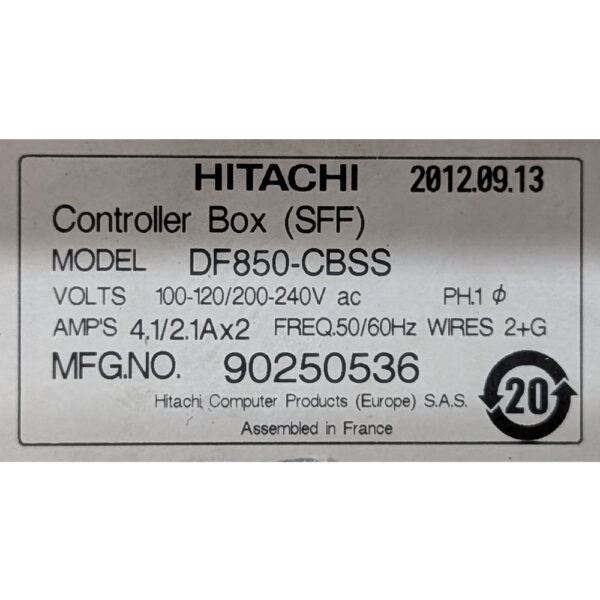 HITACHI 2012.09.13
Controller Box (SFF)
MODEL DF850-CBSS
VOLTS 100-120/200-240V ac PH.1 ϕ
AMP'S 4.1/2.1Ax2 FREQ.50/60Hz WIRES 2+G
MFG.NO. 90250536
Hitachi Computer Products (Europe) S.A.S.
20
Assembled in France